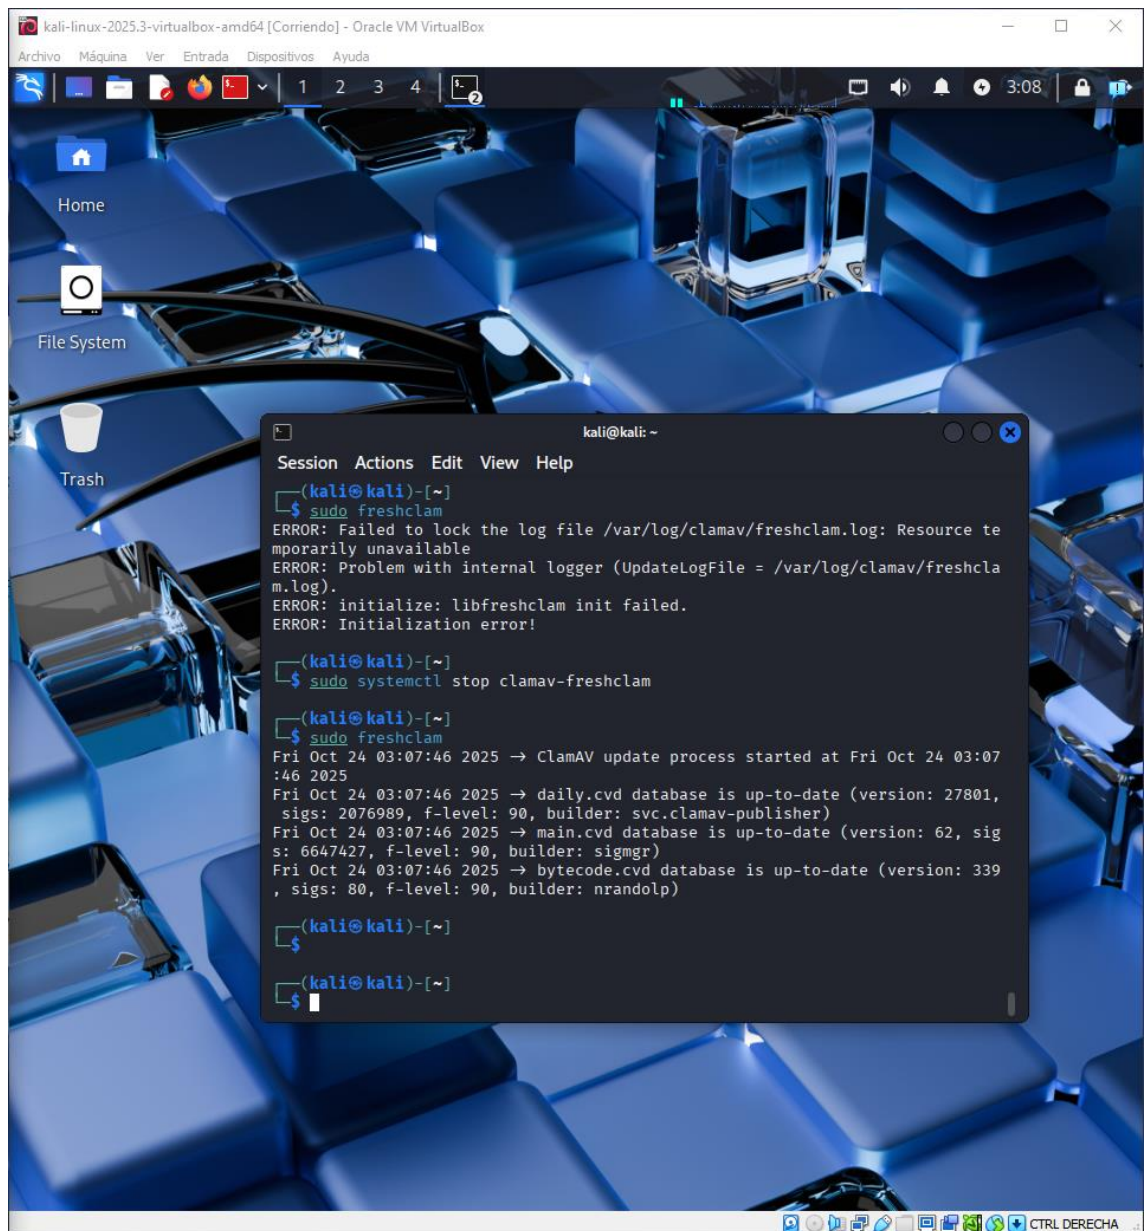 kali-linux-2025.3-virtualbox-amd64 [Corriendo] - Oracle VM VirtualBox
Archivo Máquina Ver Entrada Dispositivos Ayuda
1 2 3 4 2 3:08
Home
File System
Trash
kali@kali: ~
Session Actions Edit View Help
┌──(kali㉿kali)-[~]
└─$ sudo freshclam
ERROR: Failed to lock the log file /var/log/clamav/freshclam.log: Resource te
mporarily unavailable
ERROR: Problem with internal logger (UpdateLogFile = /var/log/clamav/freshcla
m.log).
ERROR: initialize: libfreshclam init failed.
ERROR: Initialization error!
┌──(kali㉿kali)-[~]
└─$ sudo systemctl stop clamav-freshclam
┌──(kali㉿kali)-[~]
└─$ sudo freshclam
Fri Oct 24 03:07:46 2025 → ClamAV update process started at Fri Oct 24 03:07
:46 2025
Fri Oct 24 03:07:46 2025 → daily.cvd database is up-to-date (version: 27801,
 sigs: 2076989, f-level: 90, builder: svc.clamav-publisher)
Fri Oct 24 03:07:46 2025 → main.cvd database is up-to-date (version: 62, sig
s: 6647427, f-level: 90, builder: sigmgr)
Fri Oct 24 03:07:46 2025 → bytecode.cvd database is up-to-date (version: 339
, sigs: 80, f-level: 90, builder: nrandolp)
┌──(kali㉿kali)-[~]
└─$
┌──(kali㉿kali)-[~]
└─$
CTRL DERECHA